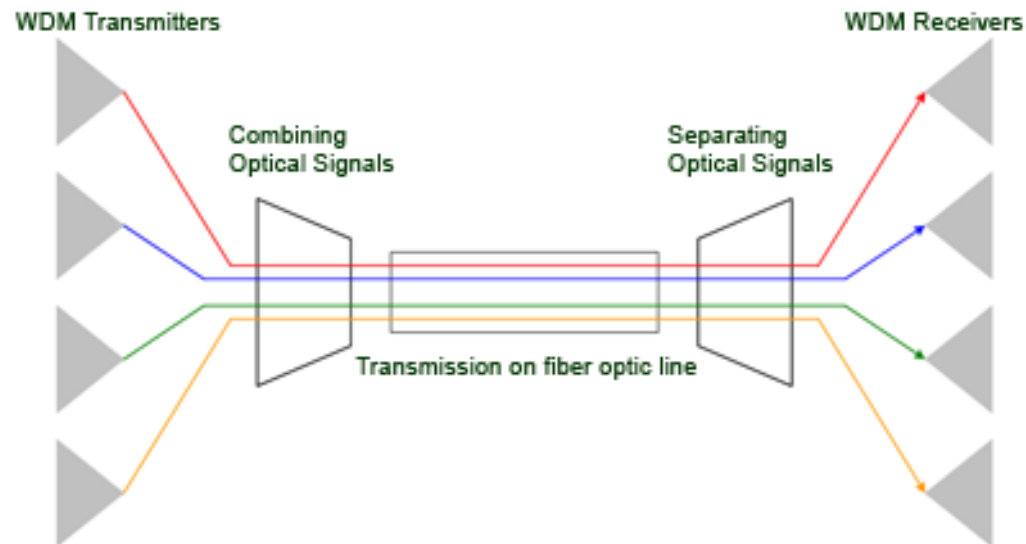 WDM Transmitters
WDM Receivers
Combining
Optical Signals
Separating
Optical Signals
Transmission on fiber optic line